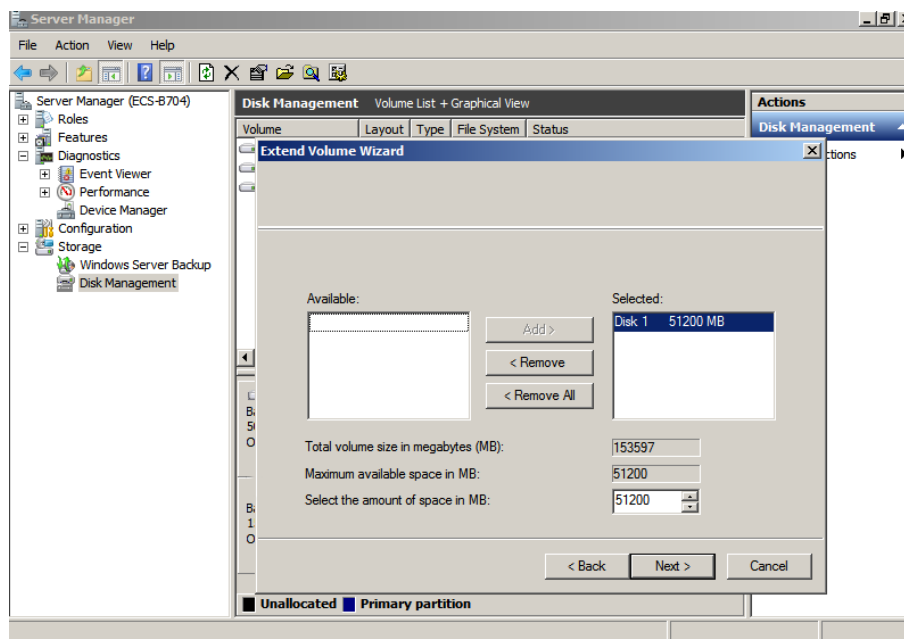 Server Manager
File Action View Help
Server Manager (ECS-B704)
Roles
Features
Diagnostics
Event Viewer
Performance
Device Manager
Configuration
Storage
Windows Server Backup
Disk Management
Disk Management Volume List + Graphical View
Volume Layout Type File System Status
Actions
Disk Management
ctions
Extend Volume Wizard
Available:
Selected:
Disk 1 51200 MB
Add >
< Remove
< Remove All
Total volume size in megabytes (MB): 153597
Maximum available space in MB: 51200
Select the amount of space in MB: 51200
< Back Next > Cancel
Unallocated Primary partition